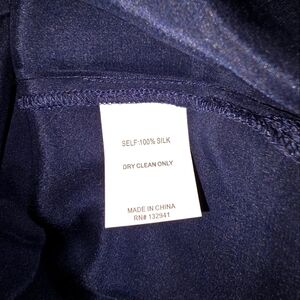 SELF:100% SILK
DRY CLEAN ONLY
MADE IN CHINA
RN# 132941